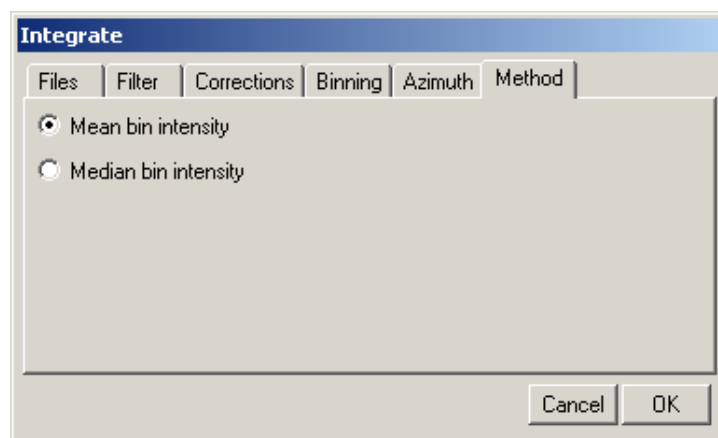 Integrate
Files Filter Corrections Binning Azimuth Method
Mean bin intensity
Median bin intensity
Cancel OK